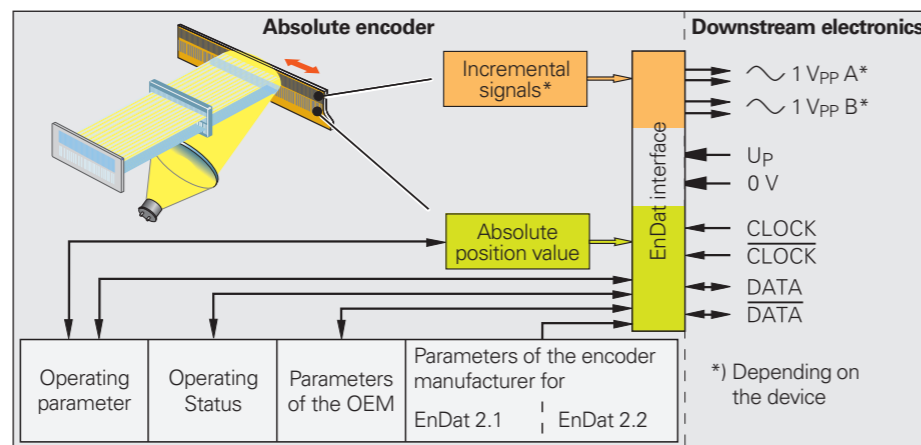 Absolute encoder
Downstream electronics
Incremental
signals*
1 VPP A*
1 VPP B*
EnDat interface
UP
0 V
Absolute
position value
CLOCK
CLOCK
DATA
DATA
Operating
parameter
Operating
Status
Parameters
of the OEM
Parameters of the encoder
manufacturer for
EnDat 2.1
EnDat 2.2
*) Depending on
the device